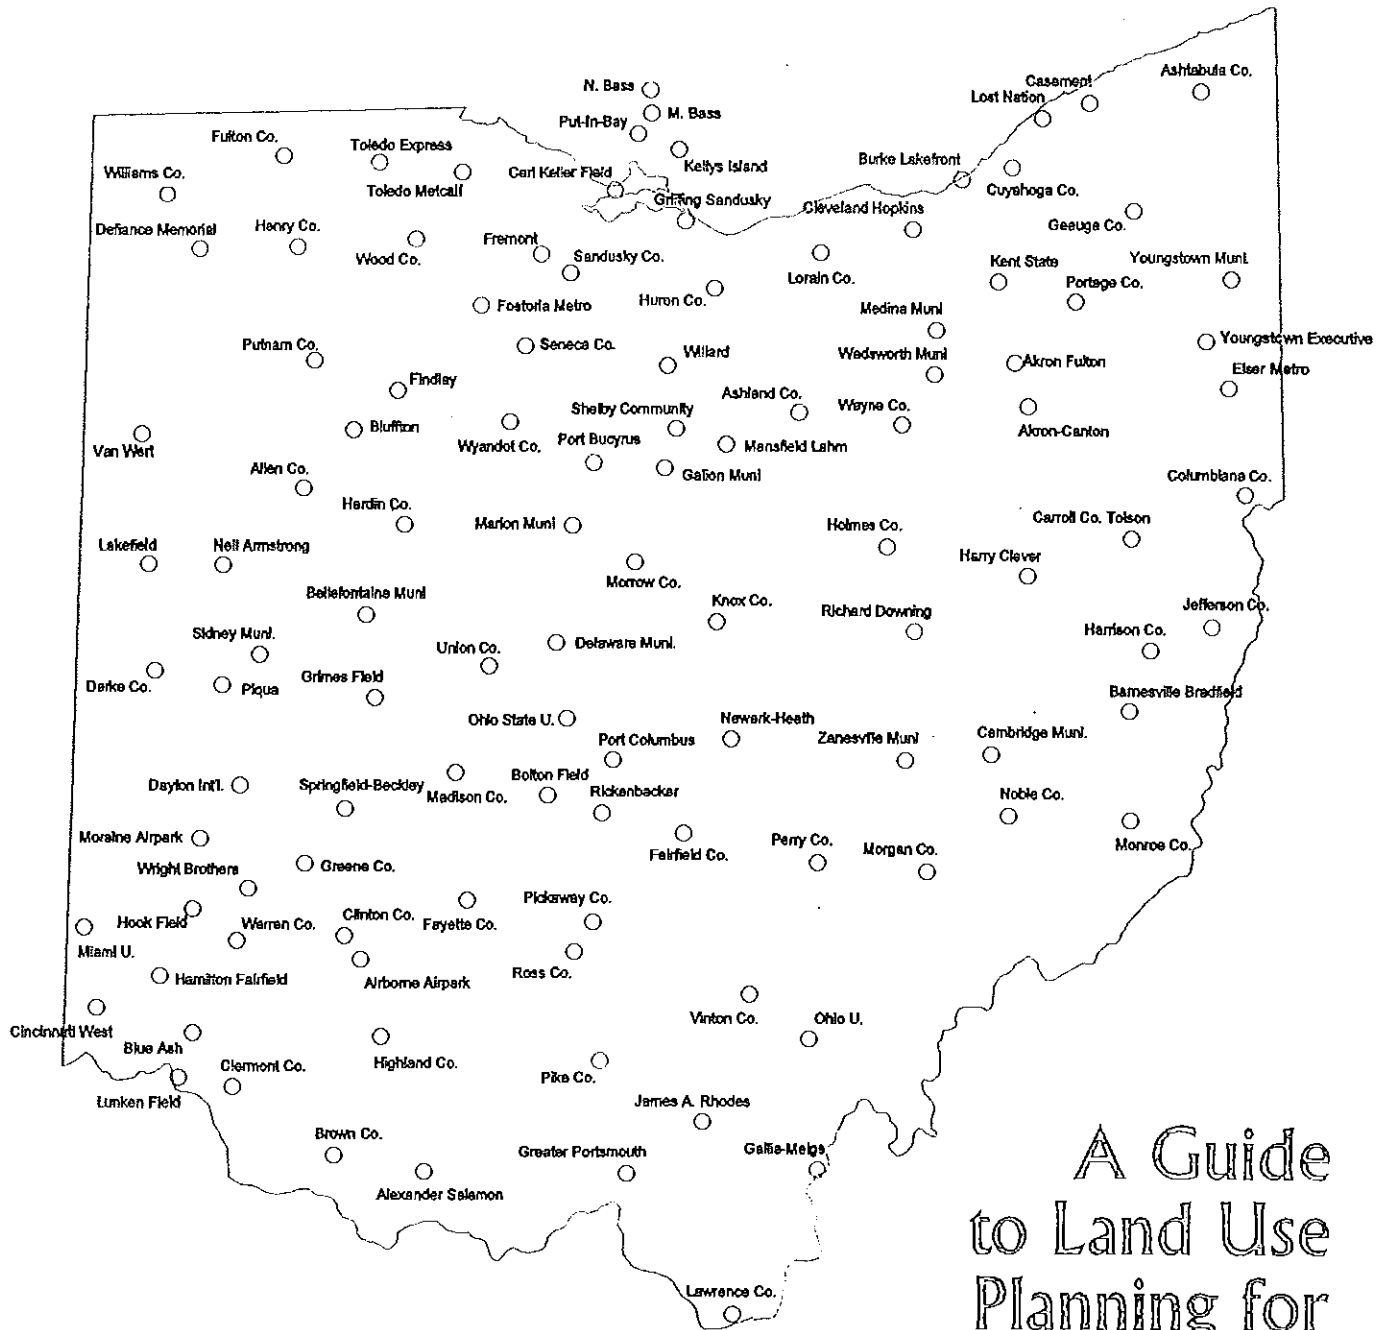 N. Bass
M. Bass
Put-In-Bay
Kellys Island
Carl Keller Field
Griffing Sandusky
Casement
Lost Nation
Ashtabula Co.
Burke Lakefront
Cuyahoga Co.
Geauga Co.
Cleveland Hopkins
Lorain Co.
Fulton Co.
Toledo Express
Toledo Metcalf
Williams Co.
Defiance Memorial
Henry Co.
Wood Co.
Fremont
Sandusky Co.
Fostoria Metro
Huron Co.
Kent State
Portage Co.
Youngstown Muni.
Medina Muni
Youngstown Executive
Putnam Co.
Seneca Co.
Willard
Wadsworth Muni
Akron Fulton
Elser Metro
Findlay
Ashland Co.
Wayne Co.
Akron-Canton
Van Wert
Bluffton
Wyandot Co.
Shelby Community
Port Bucyrus
Mansfield Lahm
Galion Muni
Allen Co.
Columbiana Co.
Hardin Co.
Marion Muni
Holmes Co.
Carroll Co. Tolson
Lakefield
Neil Armstrong
Morrow Co.
Harry Clever
Bellefontaine Muni
Knox Co.
Richard Downing
Jefferson Co.
Harrison Co.
Sidney Muni.
Union Co.
Delaware Muni.
Darke Co.
Piqua
Grimes Field
Barnesville Bradfield
Ohio State U.
Newark-Heath
Port Columbus
Zanesville Muni
Cambridge Muni.
Dayton Int'l.
Springfield-Beckley
Madison Co.
Bolton Field
Rickenbacker
Noble Co.
Moraine Airpark
Fairfield Co.
Perry Co.
Morgan Co.
Monroe Co.
Wright Brothers
Greene Co.
Hook Field
Warren Co.
Clinton Co.
Fayette Co.
Pickaway Co.
Miami U.
Hamilton Fairfield
Airborne Airpark
Ross Co.
Cincinnati West
Vinton Co.
Ohio U.
Blue Ash
Clermont Co.
Highland Co.
Pike Co.
Lunken Field
James A. Rhodes
Brown Co.
Greater Portsmouth
Gallia-Meigs
Alexander Salamon
Lawrence Co.
A Guide
to Land Use
Planning for